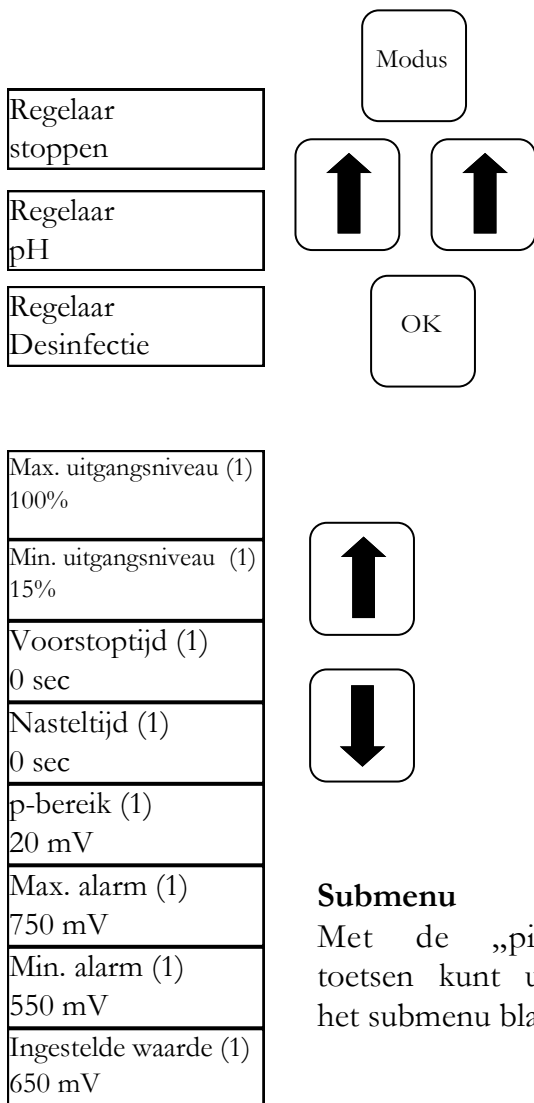 Modus
Regelaar
stoppen
Regelaar
pH
Regelaar
Desinfectie
OK
Max. uitgangsniveau (1)
100%
Min. uitgangsniveau (1)
15%
Voorstoptijd (1)
0 sec
Nasteltijd (1)
0 sec
p-bereik (1)
20 mV
Max. alarm (1)
750 mV
Min. alarm (1)
550 mV
Ingestelde waarde (1)
650 mV
Submenu
Met de „pi
toetsen kunt u
het submenu bla